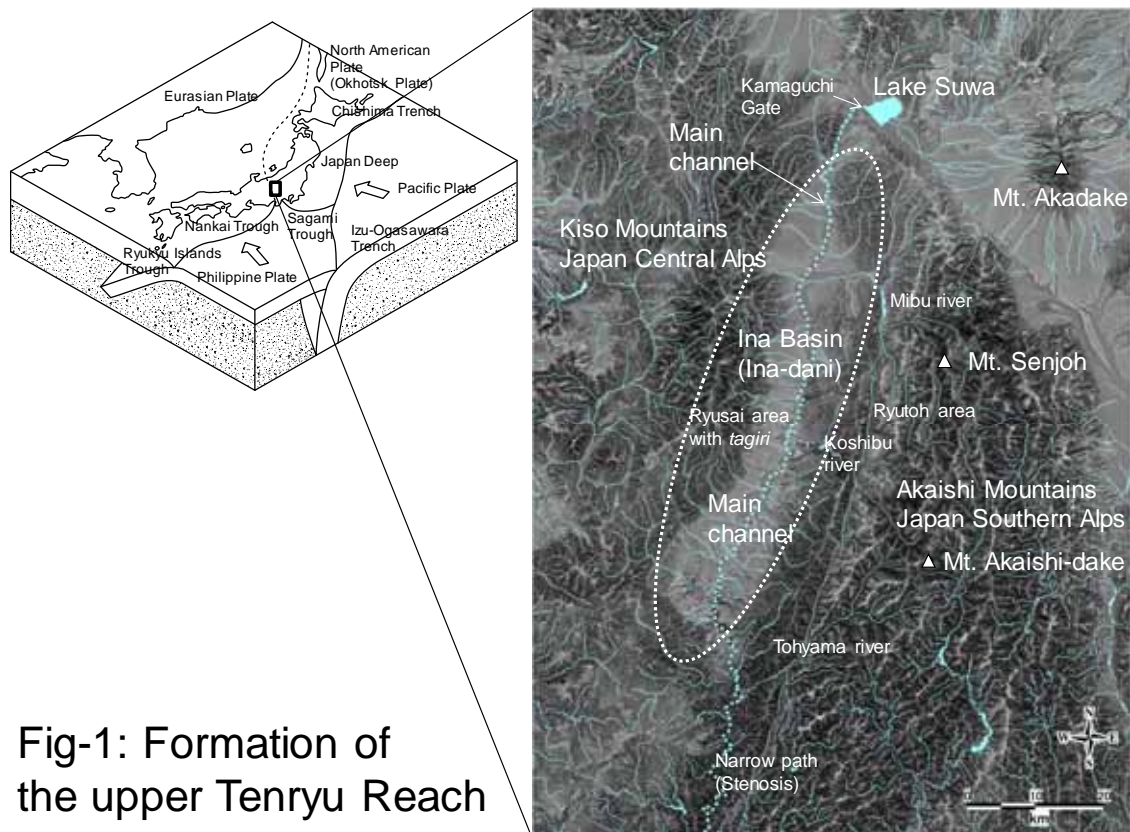 North American
Plate
(Okhotsk Plate)
Eurasian Plate
Chishima Trench
Japan Deep
Pacific Plate
Nankai Trough
Sagami
Trough
Izu-Ogasawara
Trench
Ryukyu Islands
Trough
Philippine Plate
Kamaguchi
Gate
Lake Suwa
Main
channel
Mt. Akadake
Kiso Mountains
Japan Central Alps
Mibu river
Ina Basin
(Ina-dani)
Mt. Senjoh
Ryusai area
with tagiri
Ryutoh area
Koshibu
river
Akaishi Mountains
Japan Southern Alps
Main
channel
Mt. Akaishi-dake
Tohyama river
Narrow path
(Stenosis)
N
W E
S
0 10 20
km
Fig-1: Formation of
the upper Tenryu Reach